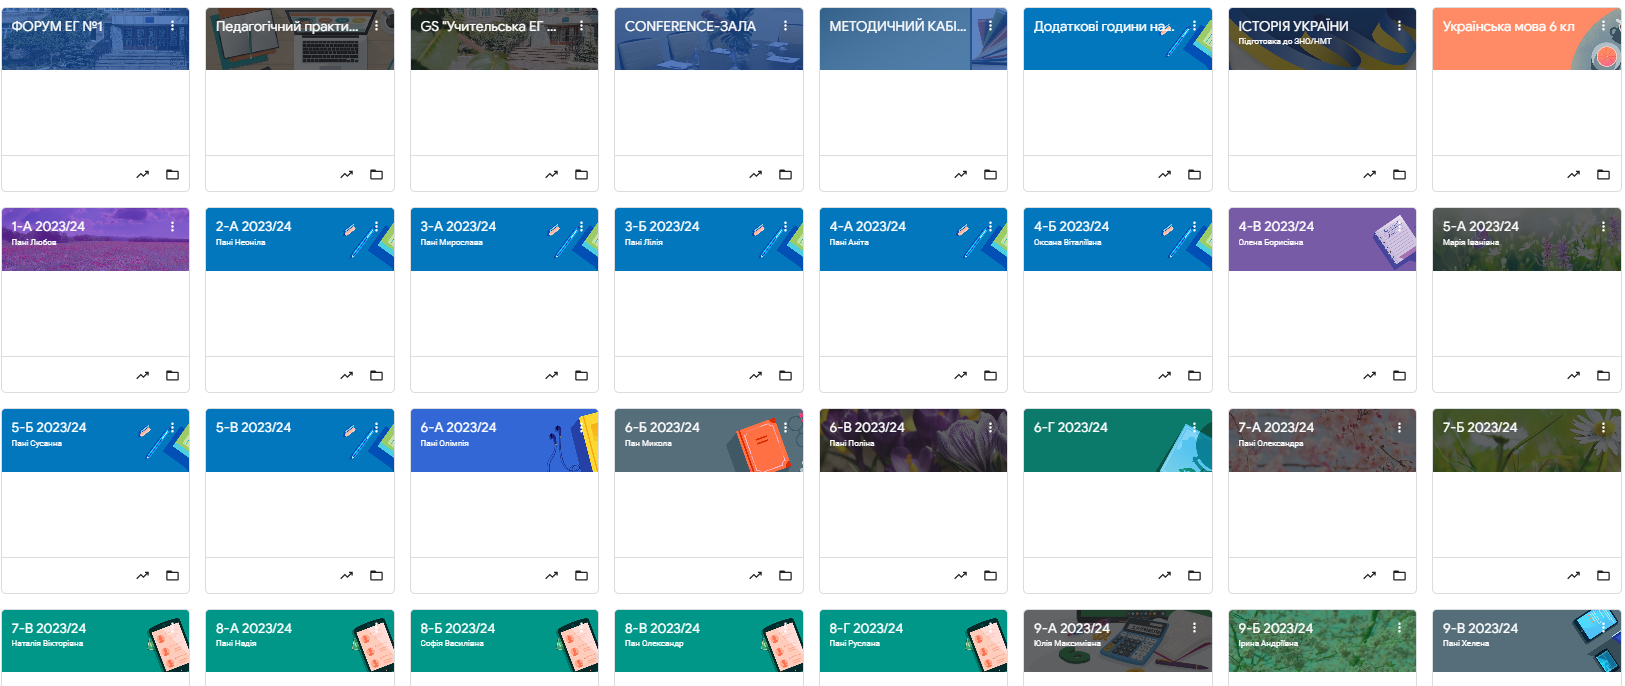 ФОРУМ ЕГ №1
Педагогічний практи...
GS "Учительська ЕГ ...
CONFERENCE-ЗАЛА
МЕТОДИЧНИЙ КАБІ...
Додаткові години на...
ІСТОРІЯ УКРАЇНИ
Підготовка до ЗНО/НМТ
Українська мова 6 кл
1-А 2023/24
Пані Любов
2-А 2023/24
Пані Неоніла
3-А 2023/24
Пані Мирослава
3-Б 2023/24
Пані Лілія
4-А 2023/24
Пані Аніта
4-Б 2023/24
Оксана Віталіївна
4-В 2023/24
Олена Борисівна
5-А 2023/24
Марія Іванівна
5-Б 2023/24
Пані Сусанна
5-В 2023/24
6-А 2023/24
Пані Олімпія
6-Б 2023/24
Пан Микола
6-В 2023/24
Пані Поліна
6-Г 2023/24
7-А 2023/24
Пані Олександра
7-Б 2023/24
7-В 2023/24
Наталія Вікторівна
8-А 2023/24
Пані Надія
8-Б 2023/24
Софія Василівна
8-В 2023/24
Пан Олександр
8-Г 2023/24
Пані Руслана
9-А 2023/24
Юлія Максимівна
9-Б 2023/24
Ірина Андріївна
9-В 2023/24
Пані Хелена